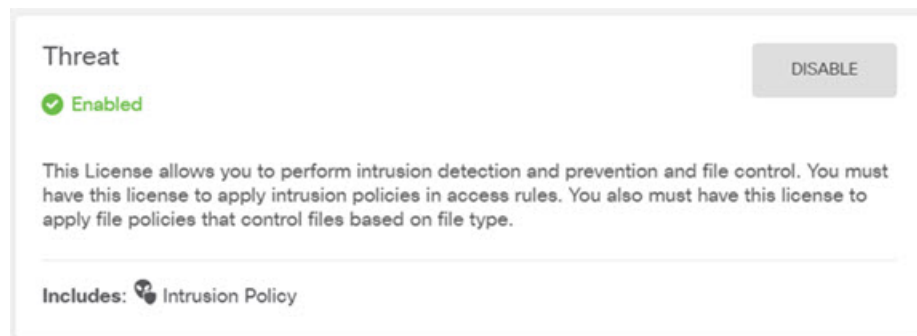 Threat
DISABLE
Enabled
This License allows you to perform intrusion detection and prevention and file control. You must
have this license to apply intrusion policies in access rules. You also must have this license to
apply file policies that control files based on file type.
Includes: Intrusion Policy